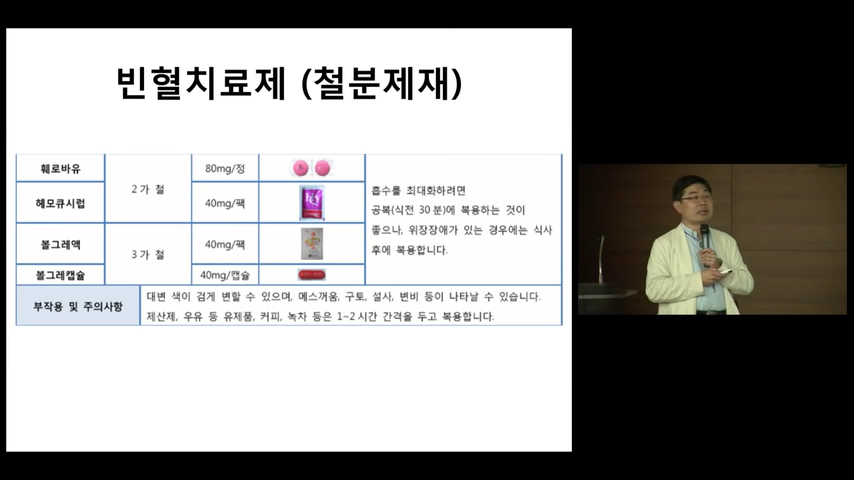 빈혈치료제 (철분제재)
훼로바유
2가 철
80mg/정
헤모큐시럽
40mg/팩
볼그레액
3가 철
40mg/팩
볼그레캡슐
40mg/캡슐
흡수를 최대화하려면
공복(식전 30분)에 복용하는 것이
좋으나, 위장장애가 있는 경우에는 식사
후에 복용합니다.
부작용 및 주의사항
대변 색이 검게 변할 수 있으며, 메스꺼움, 구토, 설사, 변비 등이 나타날 수 있습니다.
제산제, 우유 등 유제품, 커피, 녹차 등은 1~2시간 간격을 두고 복용합니다.